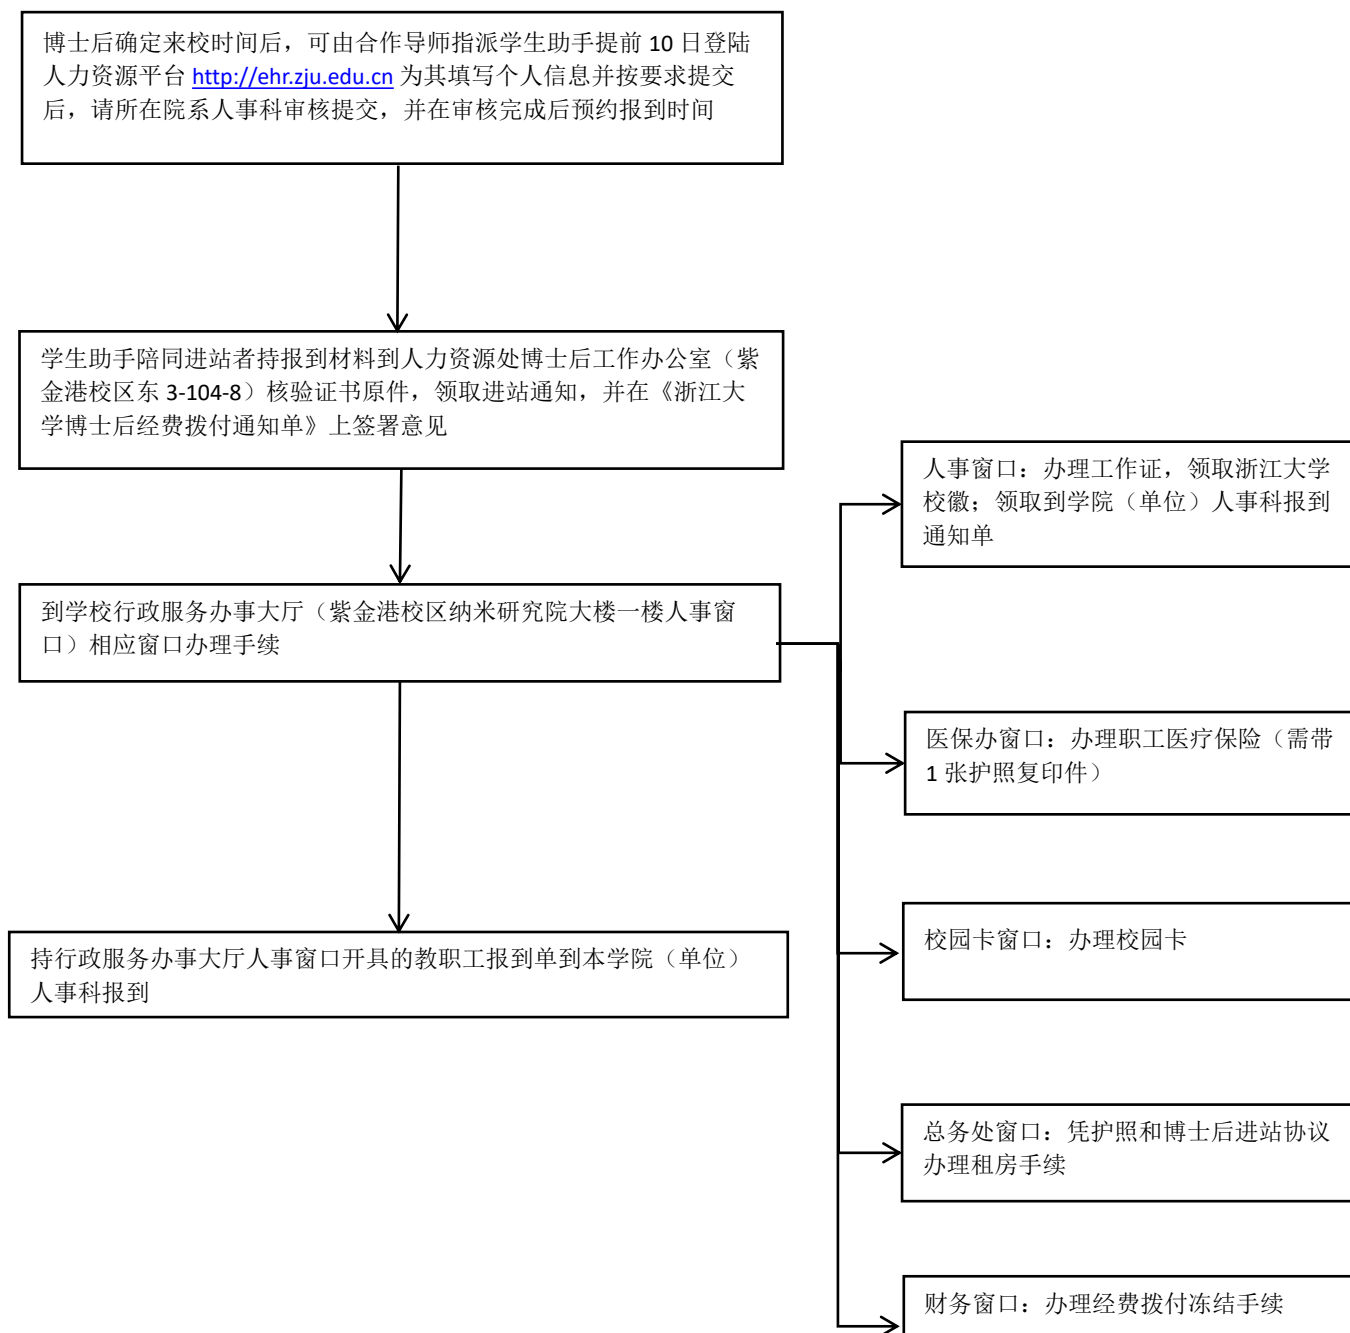 博士后确定来校时间后，可由合作导师指派学生助手提前 10 日登陆
人力资源平台 http://ehr.zju.edu.cn 为其填写个人信息并按要求提交
后，请所在院系人事科审核提交，并在审核完成后预约报到时间
学生助手陪同进站者持报到材料到人力资源处博士后工作办公室（紫
金港校区东 3-104-8）核验证书原件，领取进站通知，并在《浙江大
学博士后经费拨付通知单》上签署意见
到学校行政服务办事大厅（紫金港校区纳米研究院大楼一楼人事窗
口）相应窗口办理手续
人事窗口：办理工作证，领取浙江大学
校徽；领取到学院（单位）人事科报到
通知单
医保办窗口：办理职工医疗保险（需带
1 张护照复印件）
校园卡窗口：办理校园卡
总务处窗口：凭护照和博士后进站协议
办理租房手续
财务窗口：办理经费拨付冻结手续
持行政服务办事大厅人事窗口开具的教职工报到单到本学院（单位）
人事科报到